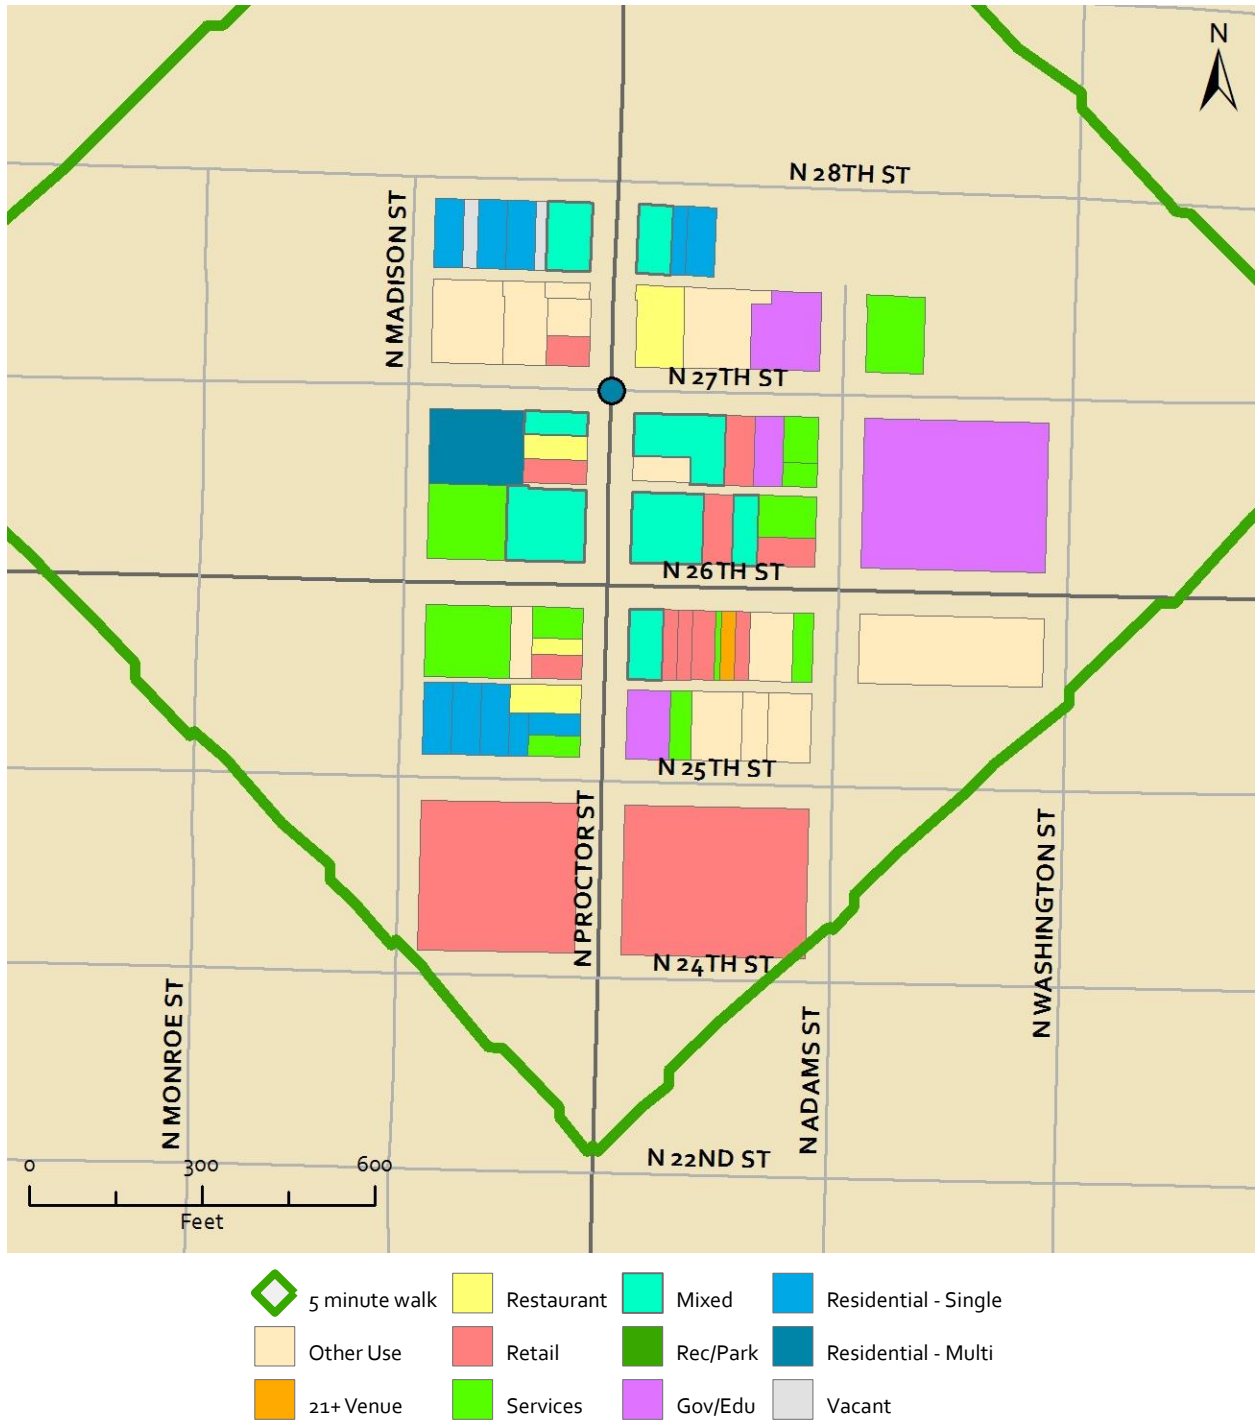 N
N 28TH ST
N MADISON ST
N 27TH ST
N 26TH ST
N 25TH ST
N PROCTOR ST
N WASHINGTON ST
N 24TH ST
N MONROE ST
N ADAMS ST
N 22ND ST
0 300 600
Feet
5 minute walk Restaurant Mixed Residential - Single
Other Use Retail Rec/Park Residential - Multi
21+ Venue Services Gov/Edu Vacant